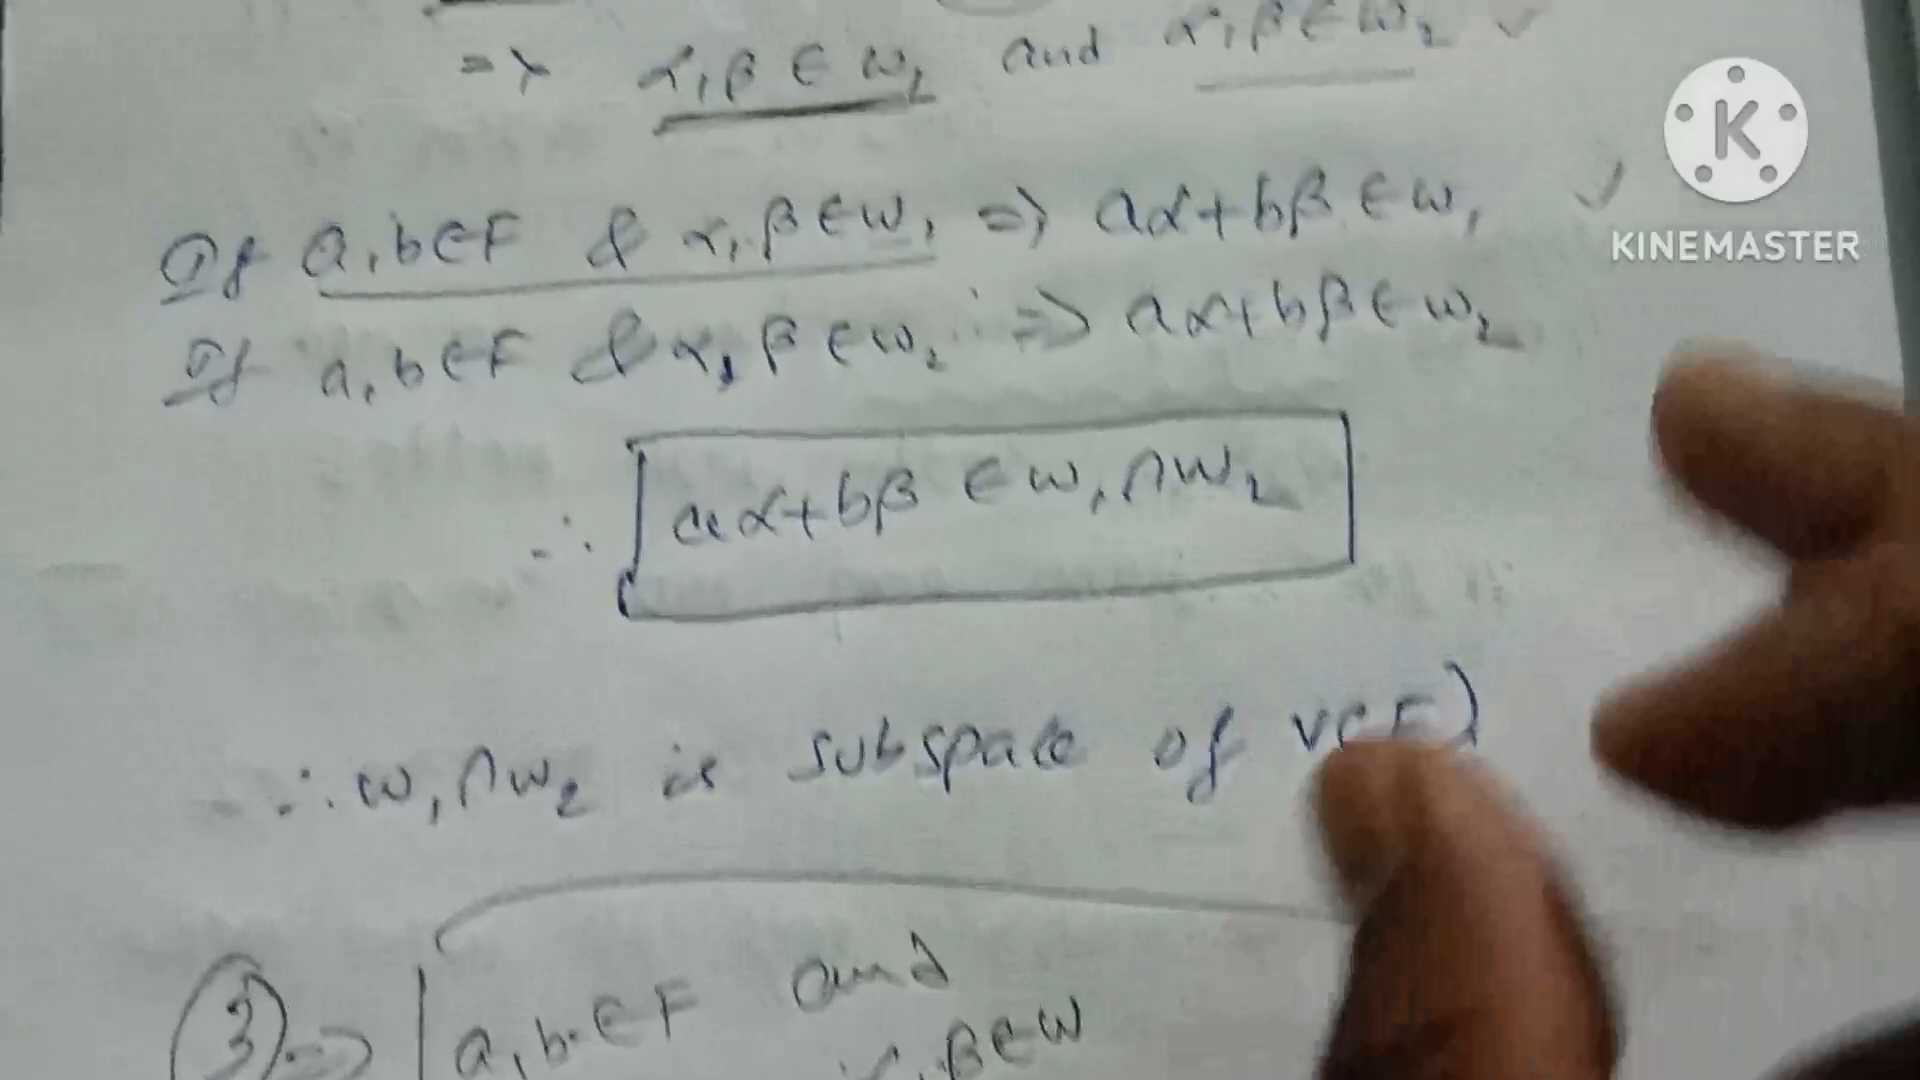 => α, β ∈ W1 and α, β ∈ W2 ✓
If a, b ∈ F & α, β ∈ W1 => aα + bβ ∈ W1 ✓
If a, b ∈ F & α, β ∈ W2 => aα + bβ ∈ W2
∴ aα + bβ ∈ W1 ∩ W2
∴ W1 ∩ W2 is subspace of V(F)
3 => a, b ∈ F and
α, β ∈ W
K
KINEMASTER